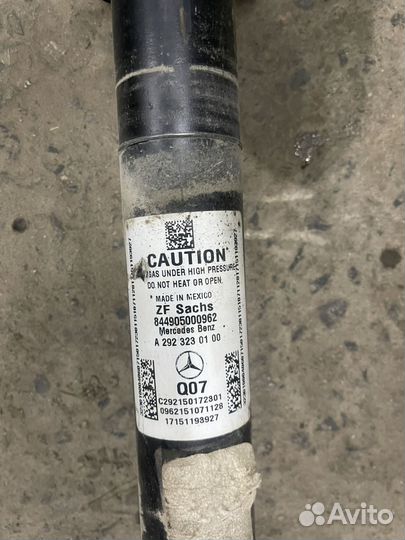 CAUTION
GAS UNDER HIGH PRESSURE
DO NOT HEAT OR OPEN.
MADE IN MEXICO
ZF Sachs
844905000962
Mercedes Benz
A 292 323 01 00
Q07
C292150172301
0962151071128
17151193927
Avito